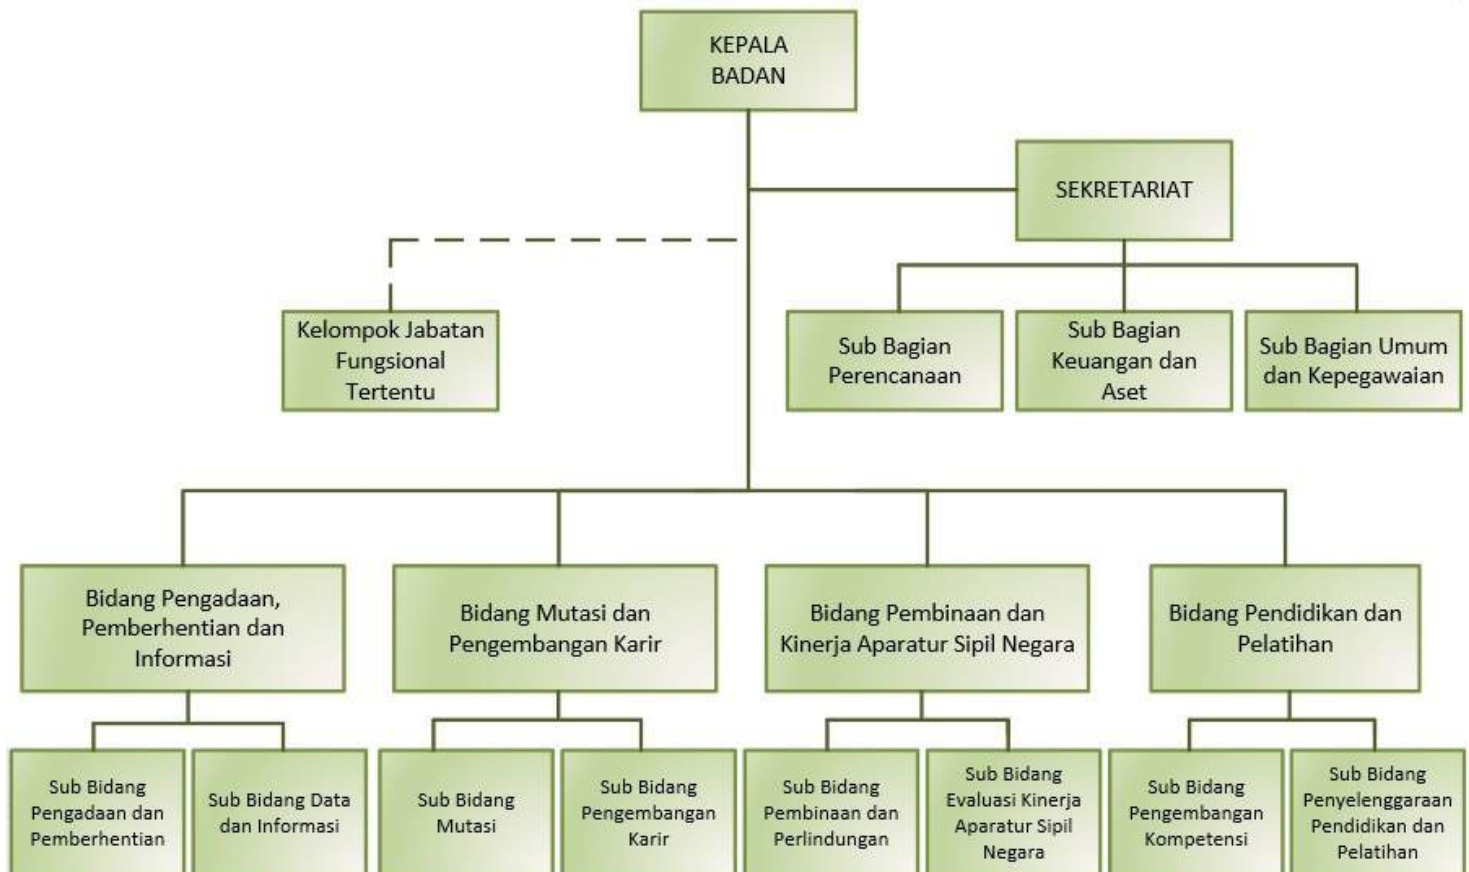 KEPALA
BADAN
SEKRETARIAT
Kelompok Jabatan
Fungsional
Tertentu
Sub Bagian
Perencanaan
Sub Bagian
Keuangan dan
Aset
Sub Bagian Umum
dan Kepegawaian
Bidang Pengadaan,
Pemberhentian dan
Informasi
Bidang Mutasi dan
Pengembangan Karir
Bidang Pembinaan dan
Kinerja Aparatur Sipil Negara
Bidang Pendidikan dan
Pelatihan
Sub Bidang
Pengadaan dan
Pemberhentian
Sub Bidang Data
dan Informasi
Sub Bidang
Mutasi
Sub Bidang
Pengembangan
Karir
Sub Bidang
Pembinaan dan
Perlindungan
Sub Bidang
Evaluasi Kinerja
Aparatur Sipil
Negara
Sub Bidang
Pengembangan
Kompetensi
Sub Bidang
Penyelenggaraan
Pendidikan dan
Pelatihan